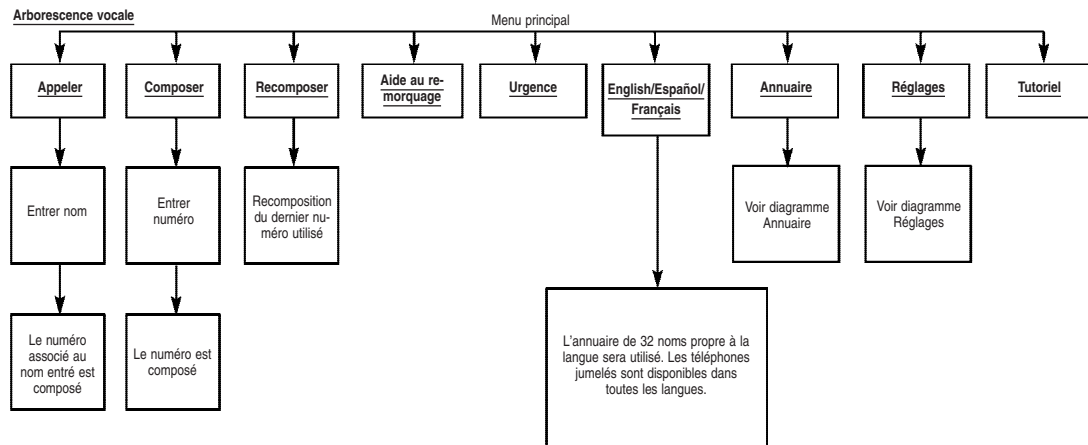 Arborescence vocale
Menu principal
Appeler
Composer
Recomposer
Aide au re-
morquage
Urgence
English/Español/
Français
Annuaire
Réglages
Tutoriel
Entrer nom
Entrer
numéro
Recomposition
du dernier nu-
méro utilisé
Voir diagramme
Annuaire
Voir diagramme
Réglages
Le numéro
associé au
nom entré est
composé
Le numéro est
composé
L'annuaire de 32 noms propre à la
langue sera utilisé. Les téléphones
jumelés sont disponibles dans
toutes les langues.